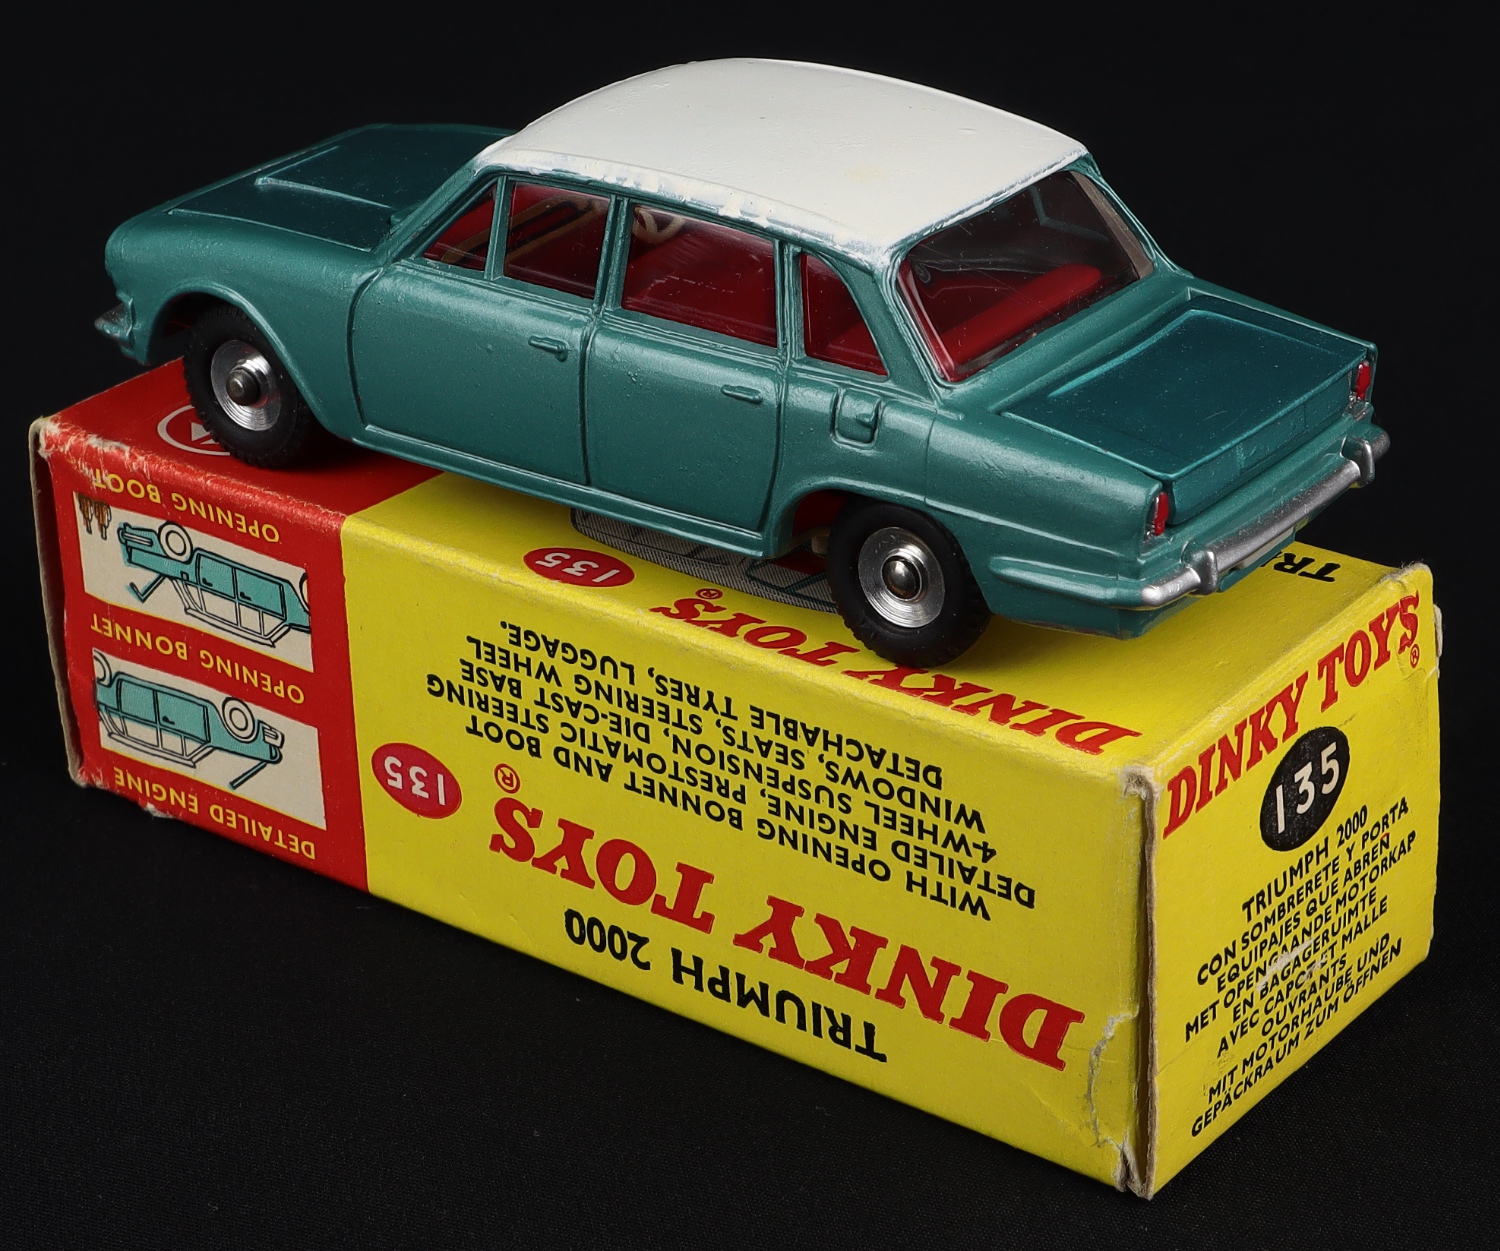 OPENING BOOT
OPENING BONNET
DETAILED ENGINE
135
DINKY TOYS®
TRI
WITH OPENING BONNET AND BOOT
DETAILED ENGINE, PRESTOMATIC STEERING
4-WHEEL SUSPENSION, DIE-CAST BASE
WINDOWS, SEATS, STEERING WHEEL
DETACHABLE TYRES, LUGGAGE.
135
DINKY TOYS®
TRIUMPH 2000
DINKY TOYS®
135
TRIUMPH 2000
CON SOMBRERETE Y PORTA
EQUIPAJES QUE ABREN
MET OPENGAANDE MOTORKAP
EN BAGAGERUIMTE
AVEC CAPOT ET MALLE
OUVRANTS
MIT MOTORHAUBE UND
GEPÄCKRAUM ZUM ÖFFNEN